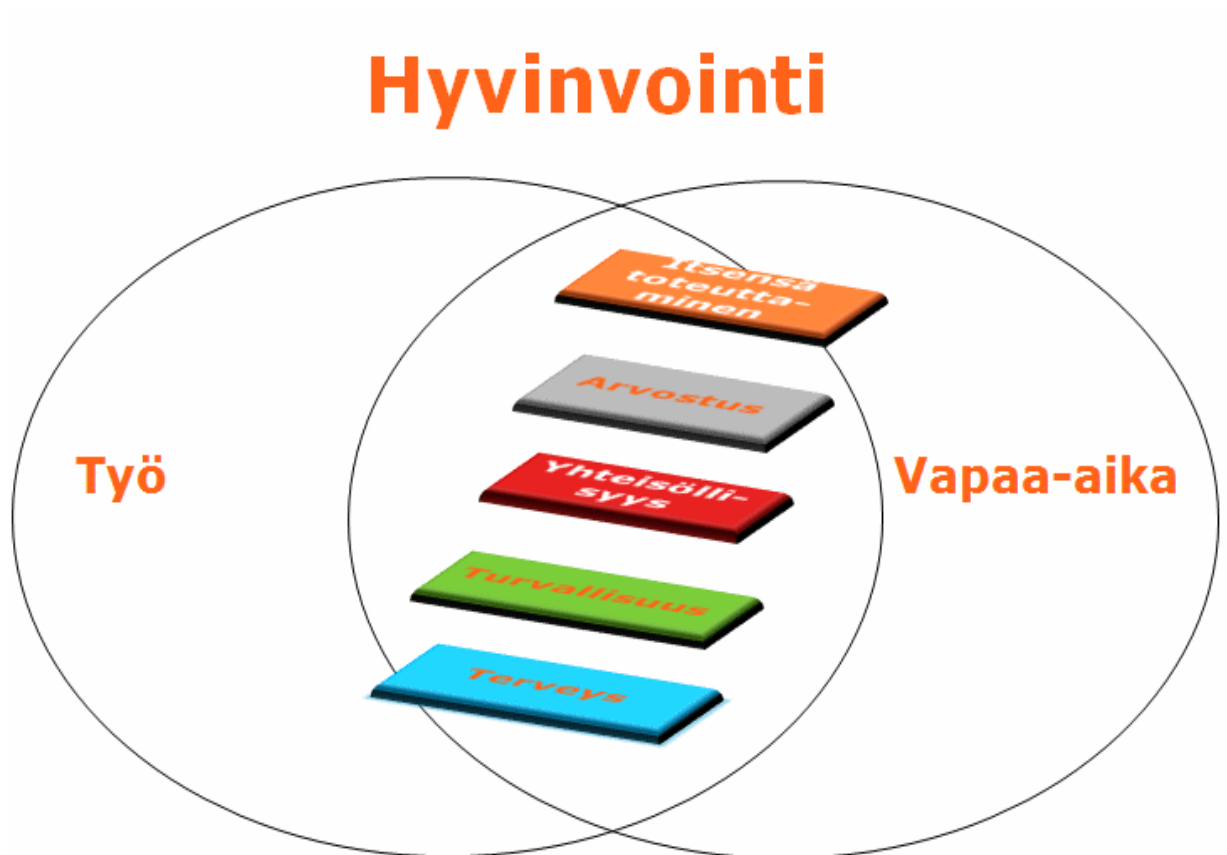 Hyvinvointi
Itsensä
toteutta-
minen
Arvostus
Työ
Yhteisölli-
syys
Vapaa-aika
Turvallisuus
Terveys